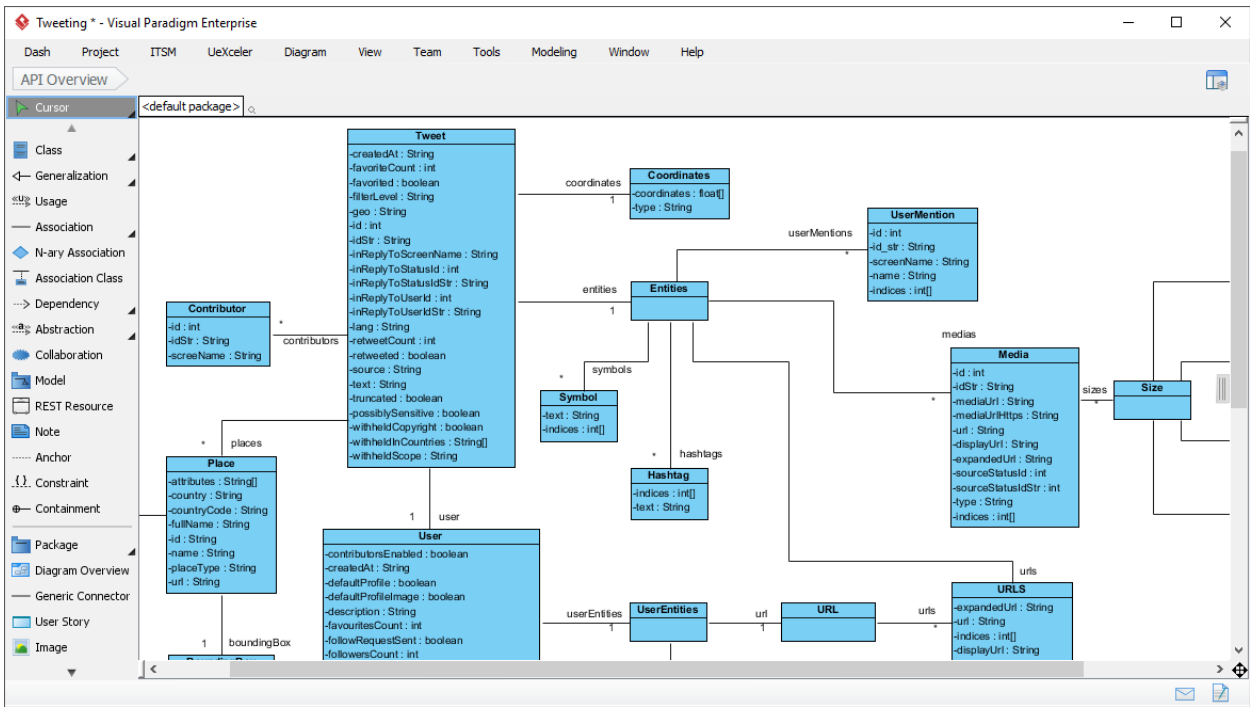 Tweeting * - Visual Paradigm Enterprise
Dash Project ITSM UeXceler Diagram View Team Tools Modeling Window Help
API Overview
Cursor
<default package>
Class
Generalization
Usage
Association
N-ary Association
Association Class
Dependency
Abstraction
Collaboration
Model
REST Resource
Note
Anchor
Constraint
Containment
Package
Diagram Overview
Generic Connector
User Story
Image
Tweet
-createdAt : String
-favoriteCount : int
-favorited : boolean
-filterLevel : String
-geo : String
-id : int
-idStr : String
-inReplyToScreenName : String
-inReplyToStatusId : int
-inReplyToStatusIdStr : String
-inReplyToUserId : int
-inReplyToUserIdStr : String
-lang : String
-retweetCount : int
-retweeted : boolean
-source : String
-text : String
-truncated : boolean
-possiblySensitive : boolean
-withheldCopyright : boolean
-withheldInCountries : String[]
-withheldScope : String
coordinates
1
Coordinates
-coordinates : float[]
-type : String
UserMention
-id : int
-id_str : String
-screenName : String
-name : String
-indices : int[]
userMentions
*
entities
1
Entities
Contributor
-id : int
-idStr : String
-screeName : String
*
contributors
medias
*
Media
-id : int
-idStr : String
-mediaUrl : String
-mediaUrlHttps : String
-url : String
-displayUrl : String
-expandedUrl : String
-sourceStatusId : int
-sourceStatusIdStr : int
-type : String
-indices : int[]
sizes
*
Size
* symbols
Symbol
-text : String
-indices : int[]
* hashtags
Hashtag
-indices : int[]
-text : String
* places
Place
-attributes : String[]
-country : String
-countryCode : String
-fullName : String
-id : String
-name : String
-placeType : String
-url : String
1 boundingBox
1 user
User
-contributorsEnabled : boolean
-createdAt : String
-defaultProfile : boolean
-defaultProfileImage : boolean
-description : String
-favouritesCount : int
-followRequestSent : boolean
-followersCount : int
userEntities
1
UserEntities
url
1
URL
urls
*
urls
URLS
-expandedUrl : String
-url : String
-indices : int[]
-displayUrl : String